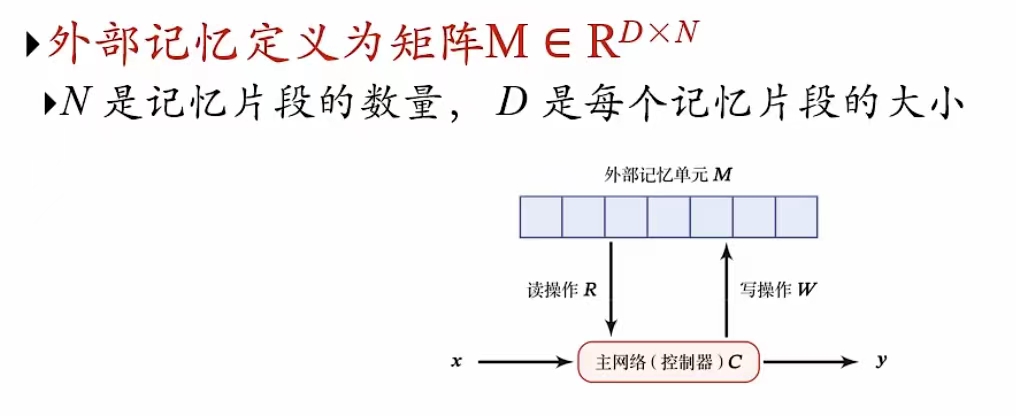 外部记忆定义为矩阵M ∈ R^{D×N}
N 是记忆片段的数量， D 是每个记忆片段的大小
外部记忆单元 M
读操作 R
写操作 W
x
主网络（控制器）C
y